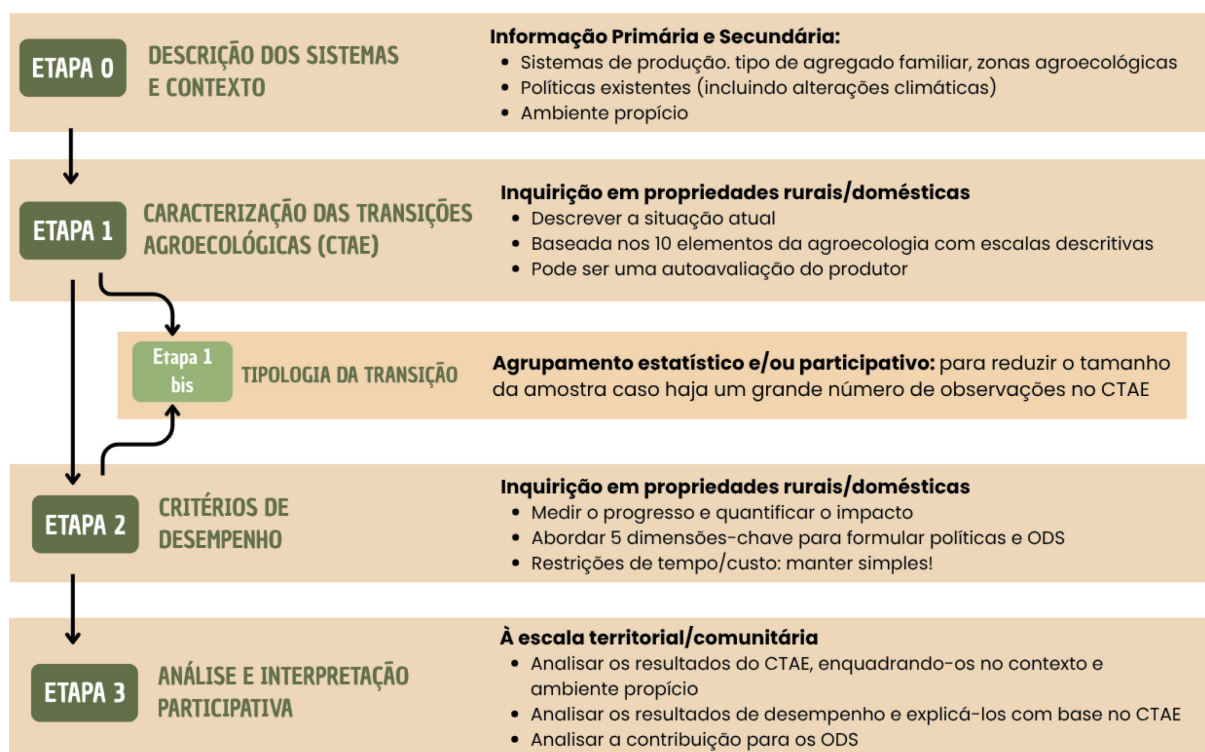 ETAPA 0
DESCRIÇÃO DOS SISTEMAS
E CONTEXTO
Informação Primária e Secundária:
• Sistemas de produção. tipo de agregado familiar, zonas agroecológicas
• Políticas existentes (incluindo alterações climáticas)
• Ambiente propício
ETAPA 1
CARACTERIZAÇÃO DAS TRANSIÇÕES
AGROECOLÓGICAS (CTAE)
Inquirição em propriedades rurais/domésticas
• Descrever a situação atual
• Baseada nos 10 elementos da agroecologia com escalas descritivas
• Pode ser uma autoavaliação do produtor
Etapa 1
bis
TIPOLOGIA DA TRANSIÇÃO
Agrupamento estatístico e/ou participativo: para reduzir o tamanho
da amostra caso haja um grande número de observações no CTAE
ETAPA 2
CRITÉRIOS DE
DESEMPENHO
Inquirição em propriedades rurais/domésticas
• Medir o progresso e quantificar o impacto
• Abordar 5 dimensões-chave para formular políticas e ODS
• Restrições de tempo/custo: manter simples!
ETAPA 3
ANÁLISE E INTERPRETAÇÃO
PARTICIPATIVA
À escala territorial/comunitária
• Analisar os resultados do CTAE, enquadrando-os no contexto e
ambiente propício
• Analisar os resultados de desempenho e explicá-los com base no CTAE
• Analisar a contribuição para os ODS